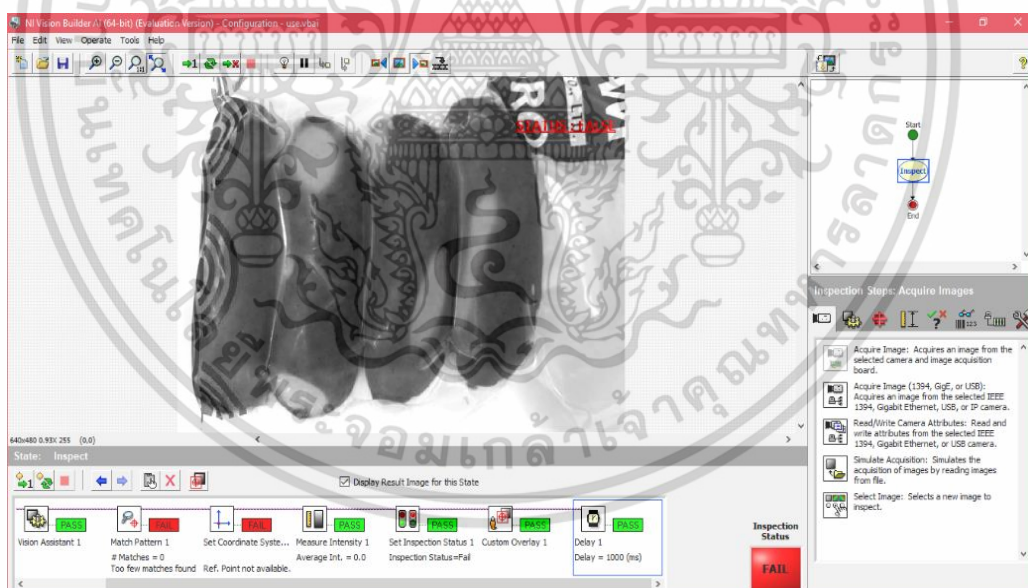 NI Vision Builder AI (64-bit) (Evaluation Version) - Configuration - use.vbai
File Edit View Operate Tools Help
Start
Inspect
End
640x480 0.93X 255 (0,0)
State: Inspect
Display Result Image for this State
PASS
Vision Assistant 1
FAIL
Match Pattern 1
# Matches = 0
Too few matches found
FAIL
Set Coordinate Syste...
Ref. Point not available.
PASS
Measure Intensity 1
Average Int. = 0.0
PASS
Set Inspection Status 1
Inspection Status=Fail
PASS
Custom Overlay 1
PASS
Delay 1
Delay = 1000 (ms)
Inspection
Status
FAIL
Inspection Steps: Acquire Images
Acquire Image: Acquires an image from the
selected camera and image acquisition
board.
Acquire Image (1394, GigE, or USB):
Acquires an image from the selected IEEE
1394, Gigabit Ethernet, USB, or IP camera.
Read/Write Camera Attributes: Read and
write attributes from the selected IEEE
1394, Gigabit Ethernet, or USB camera.
Simulate Acquisition: Simulates the
acquisition of images by reading images
from file.
Select Image: Selects a new image to
inspect.